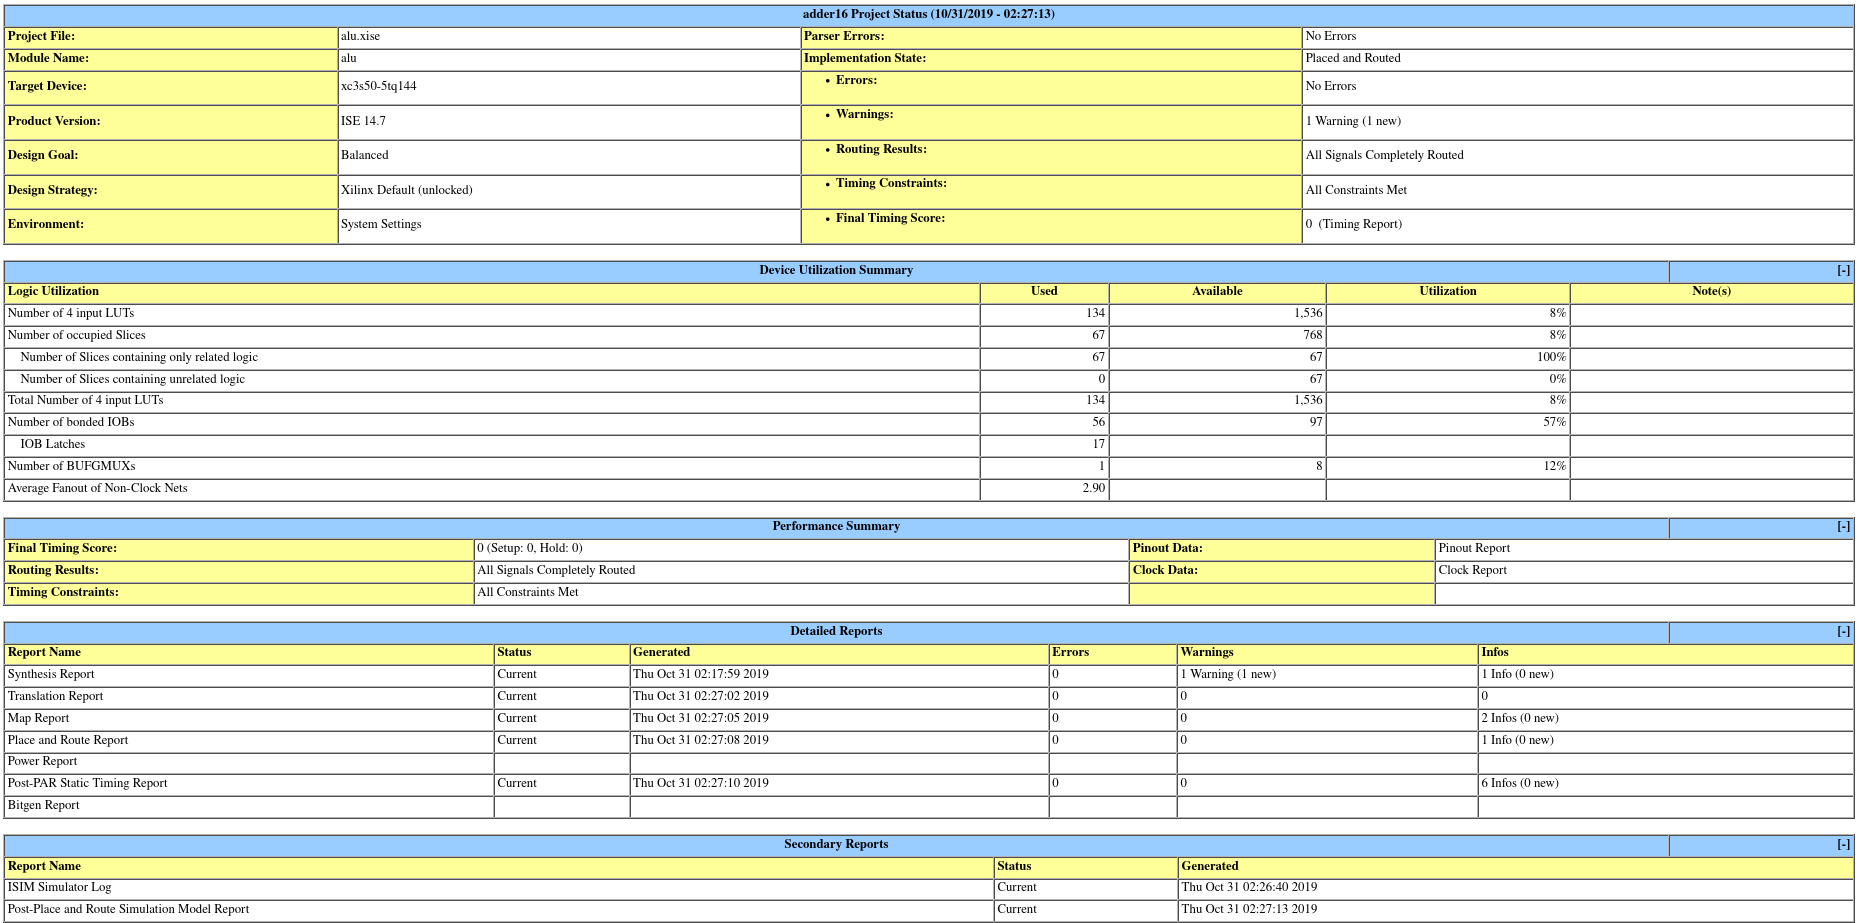 adder16 Project Status (10/31/2019 - 02:27:13)
Project File: alu.xise Parser Errors: No Errors
Module Name: alu Implementation State: Placed and Routed
Target Device: xc3s50-5tq144 • Errors: No Errors
Product Version: ISE 14.7 • Warnings: 1 Warning (1 new)
Design Goal: Balanced • Routing Results: All Signals Completely Routed
Design Strategy: Xilinx Default (unlocked) • Timing Constraints: All Constraints Met
Environment: System Settings • Final Timing Score: 0 (Timing Report)
Device Utilization Summary [-]
Logic Utilization Used Available Utilization Note(s)
Number of 4 input LUTs 134 1,536 8%
Number of occupied Slices 67 768 8%
Number of Slices containing only related logic 67 67 100%
Number of Slices containing unrelated logic 0 67 0%
Total Number of 4 input LUTs 134 1,536 8%
Number of bonded IOBs 56 97 57%
IOB Latches 17
Number of BUFGMUXs 1 8 12%
Average Fanout of Non-Clock Nets 2.90
Performance Summary [-]
Final Timing Score: 0 (Setup: 0, Hold: 0) Pinout Data: Pinout Report
Routing Results: All Signals Completely Routed Clock Data: Clock Report
Timing Constraints: All Constraints Met
Detailed Reports [-]
Report Name Status Generated Errors Warnings Infos
Synthesis Report Current Thu Oct 31 02:17:59 2019 0 1 Warning (1 new) 1 Info (0 new)
Translation Report Current Thu Oct 31 02:27:02 2019 0 0 0
Map Report Current Thu Oct 31 02:27:05 2019 0 0 2 Infos (0 new)
Place and Route Report Current Thu Oct 31 02:27:08 2019 0 0 1 Info (0 new)
Power Report
Post-PAR Static Timing Report Current Thu Oct 31 02:27:10 2019 0 0 6 Infos (0 new)
Bitgen Report
Secondary Reports [-]
Report Name Status Generated
ISIM Simulator Log Current Thu Oct 31 02:26:40 2019
Post-Place and Route Simulation Model Report Current Thu Oct 31 02:27:13 2019